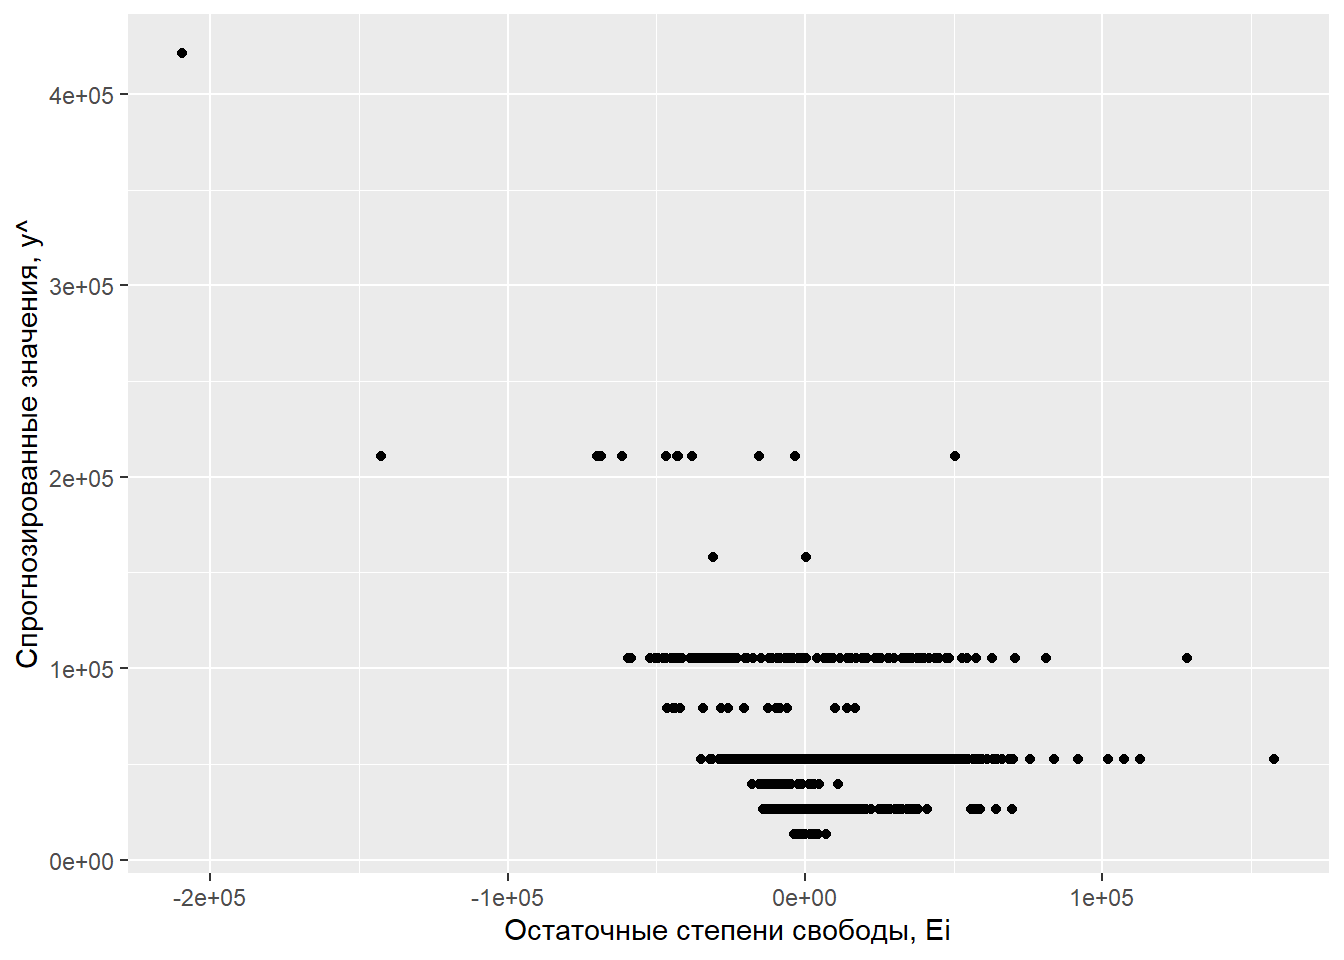 4e+05
3e+05
2e+05
1e+05
0e+00
Спрогнозированные значения, y^
-2e+05 -1e+05 0e+00 1e+05
Остаточные степени свободы, Ei